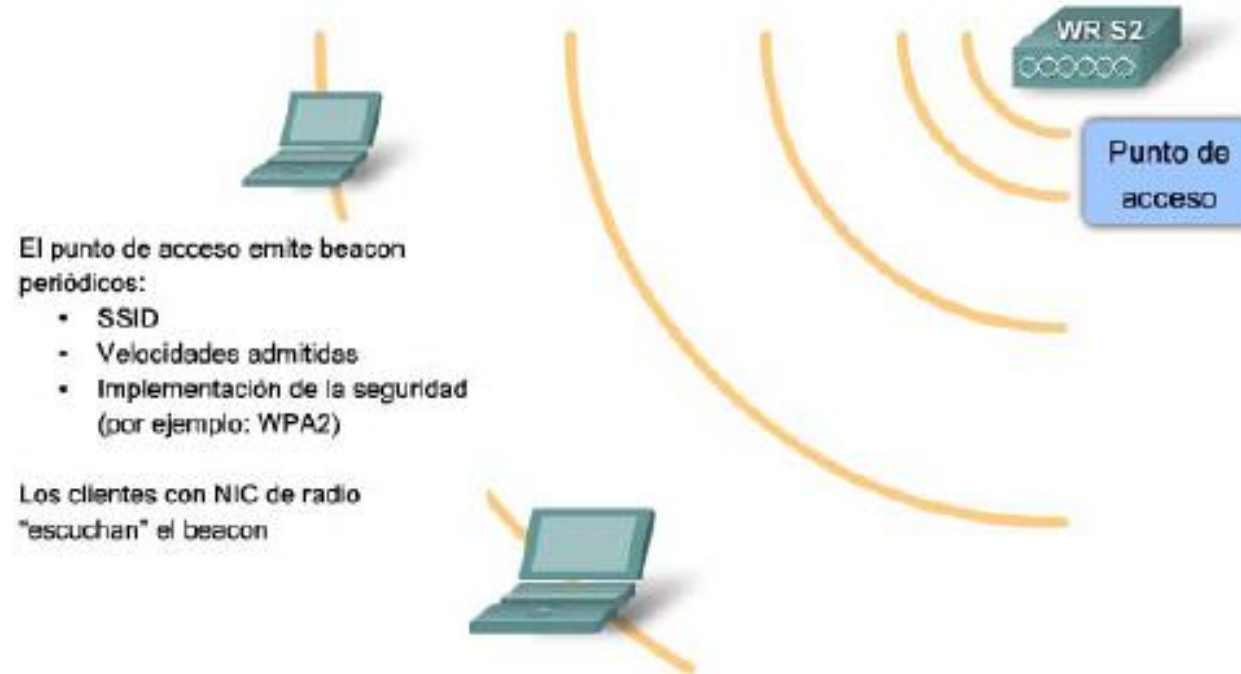 WR S2
Punto de
acceso
El punto de acceso emite beacon
periódicos:
• SSID
• Velocidades admitidas
• Implementación de la seguridad
(por ejemplo: WPA2)
Los clientes con NIC de radio
"escuchan" el beacon